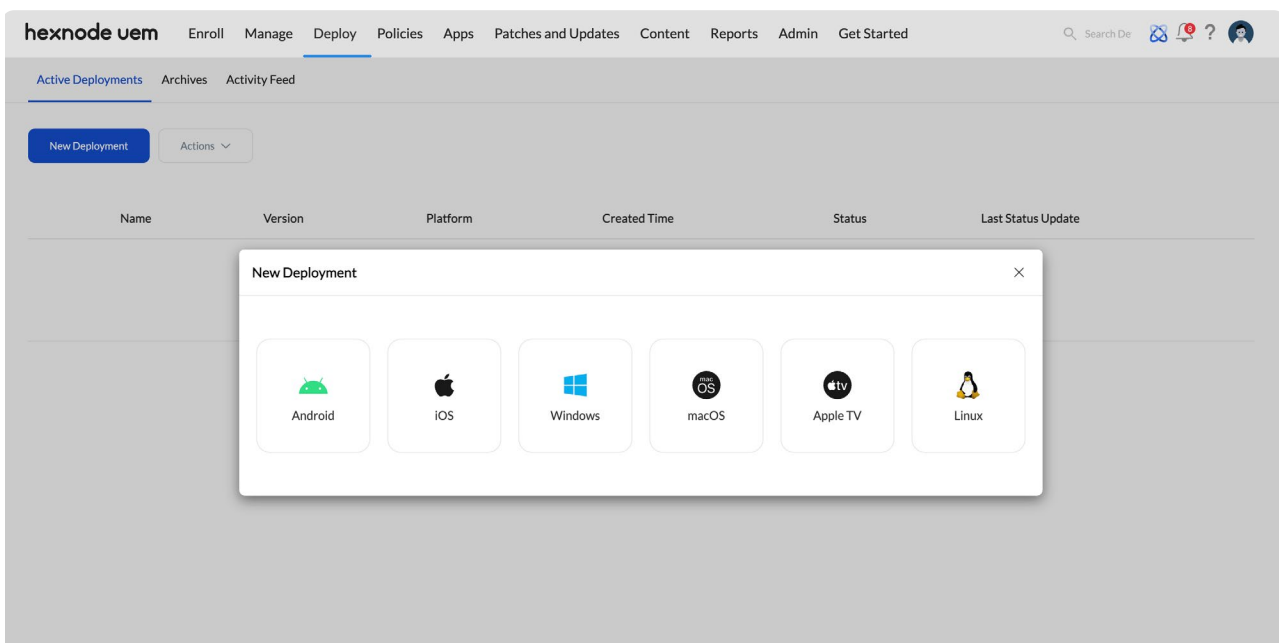 hexnode uem Enroll Manage Deploy Policies Apps Patches and Updates Content Reports Admin Get Started Search De 8 ?
Active Deployments Archives Activity Feed
New Deployment Actions
Name Version Platform Created Time Status Last Status Update
New Deployment
mac OS tv
Android iOS Windows macOS Apple TV Linux